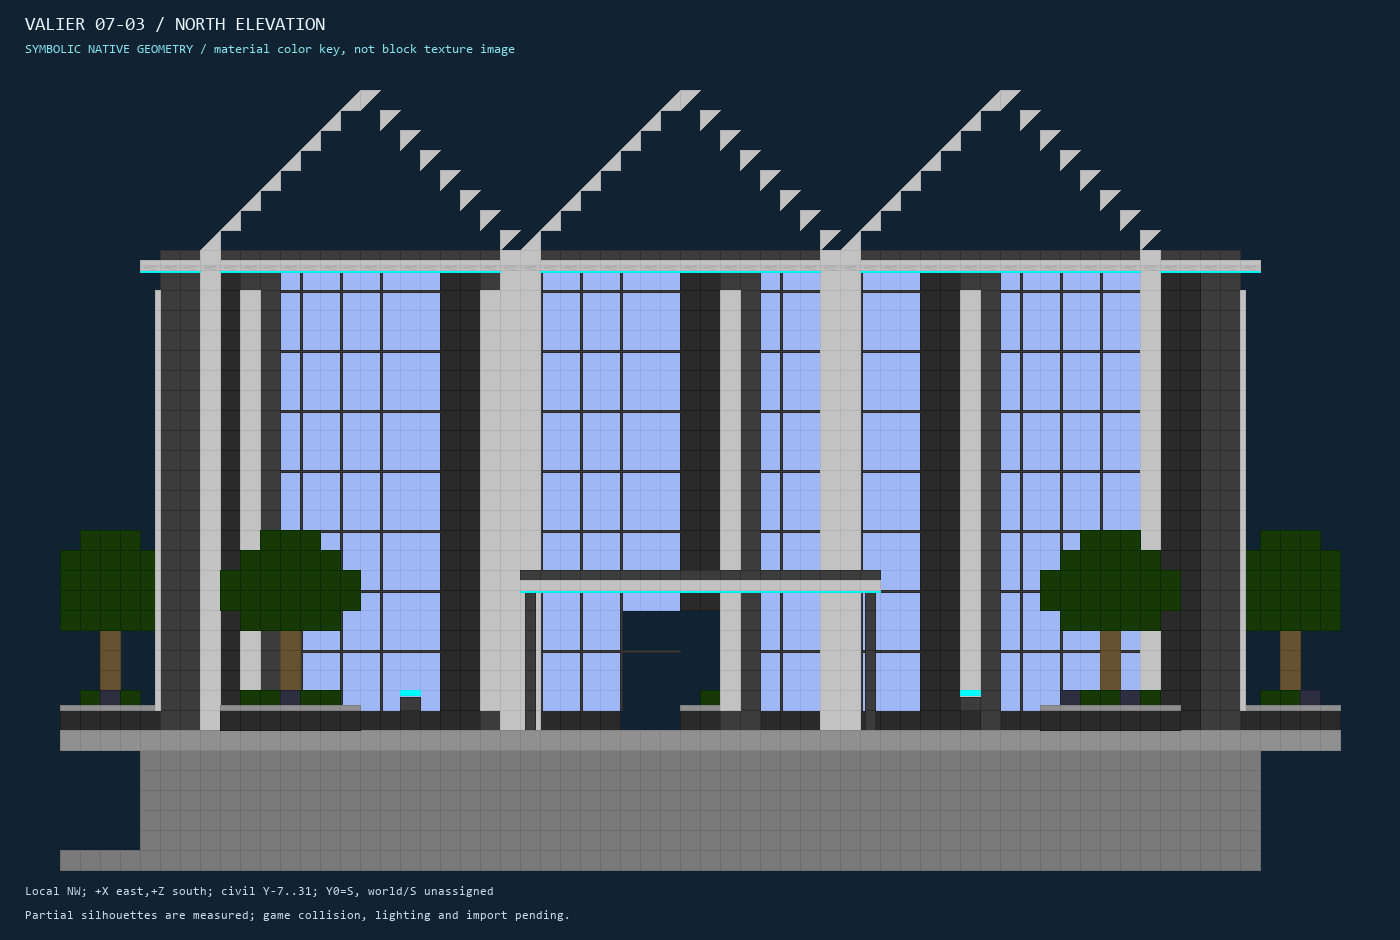 VALIER 07-03 / NORTH ELEVATION
SYMBOLIC NATIVE GEOMETRY / material color key, not block texture image
Local NW; +X east,+Z south; civil Y-7..31; Y0=S, world/S unassigned
Partial silhouettes are measured; game collision, lighting and import pending.